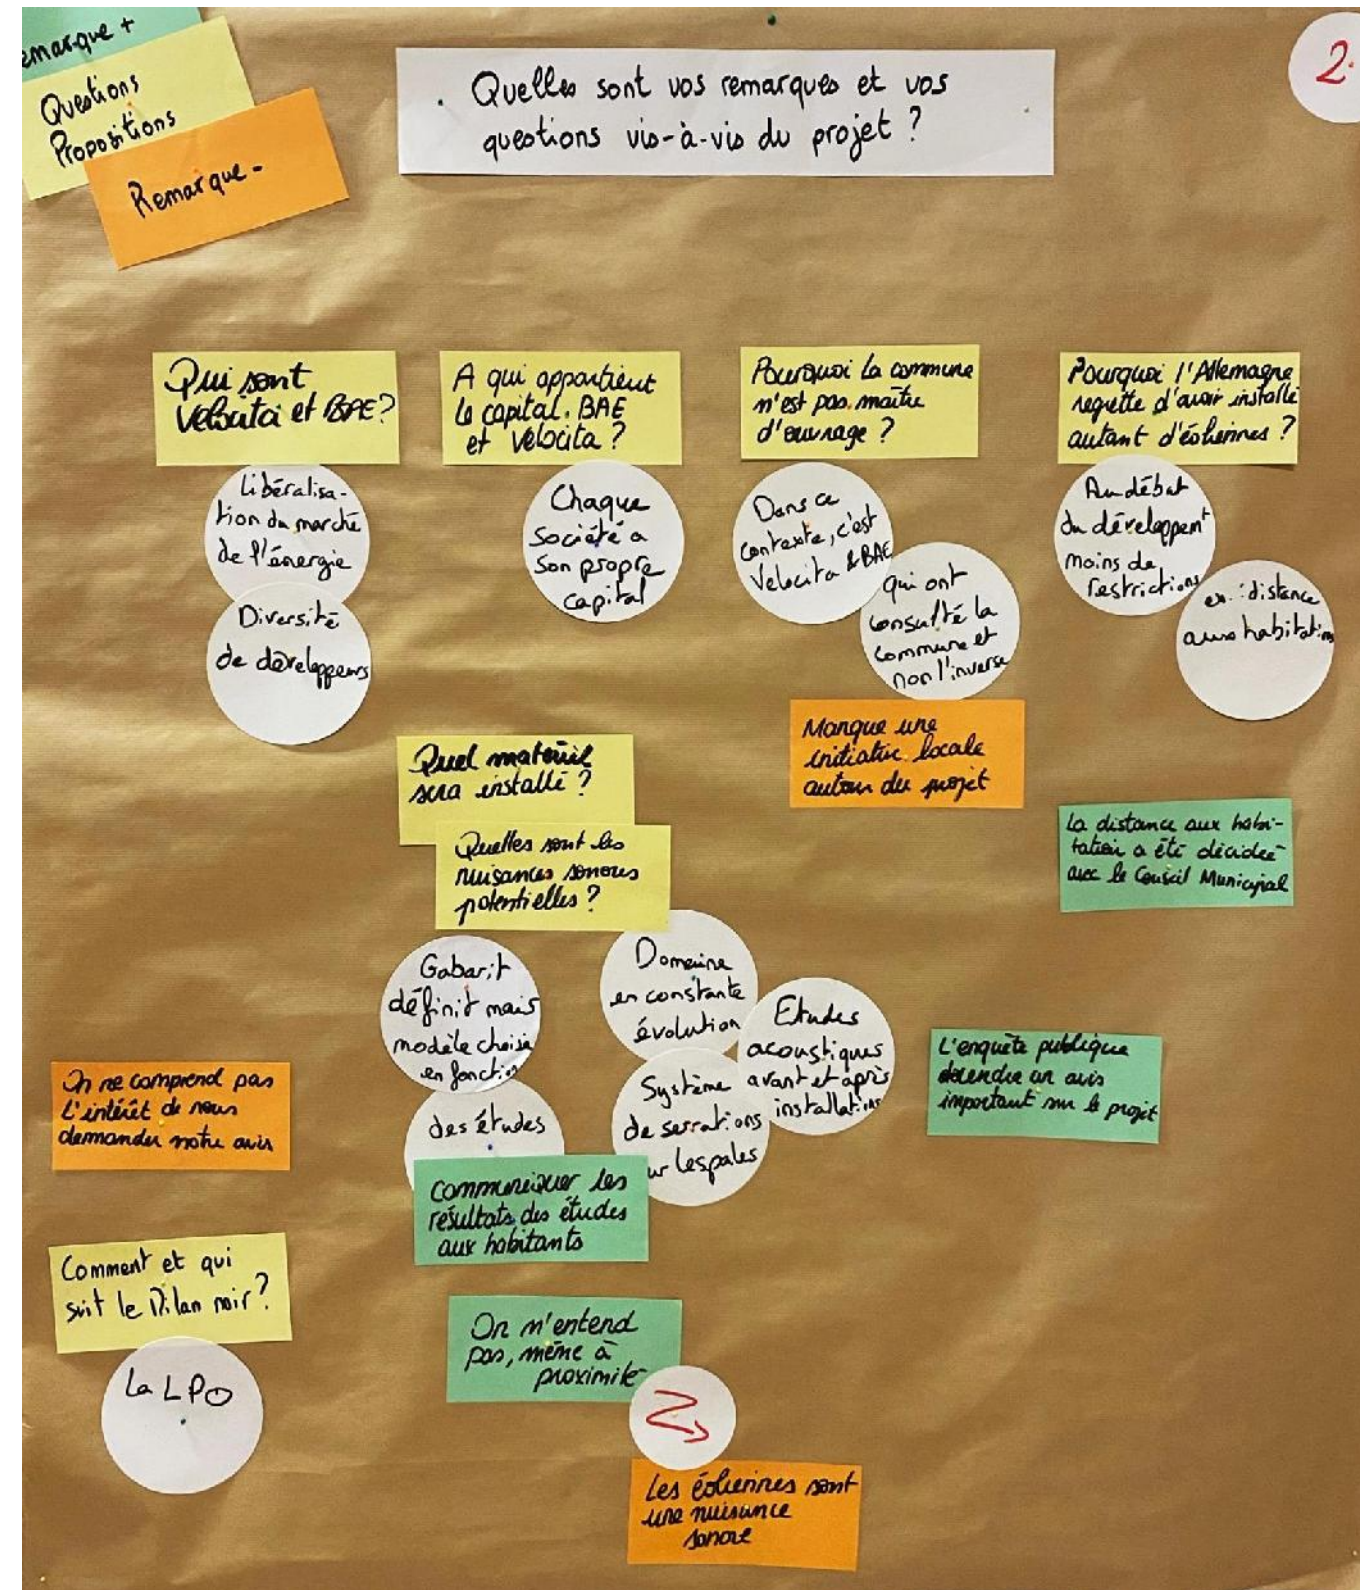 emarque +
Questions
Propositions
Remarque -
Quelles sont vos remarques et vos
questions vis-à-vis du projet ?
2.
Qui sont
Velocita et BAE ?
Libéralisa-
tion du marché
de l'énergie
Diversité
de développeurs
A qui appartient
le capital. BAE
et Vélocita ?
Chaque
société a
son propre
capital
Pourquoi la commune
n'est pas maître
d'ouvrage ?
Dans ce
contexte, c'est
Velocita & BAE
qui ont
consulté la
commune et
non l'inverse
Manque une
initiative locale
autour du projet
Pourquoi l'Allemagne
regrette d'avoir installé
autant d'éoliennes ?
Au débat
du développent
moins de
restrictions
ex. : distance
aux habitations
La distance aux habi-
tation a été décidée
avec le Conseil Municipal
Quel matériel
sera installé ?
Quelles sont les
nuisances sonores
potentielles ?
Gabarit
définit mais
modèle choisi
en fonction
des études
Domaine
en constante
évolution
Etudes
acoustiques
avant et après
installation
Système
de serrations
sur les pales
Communiquer les
résultats des études
aux habitants
L'enquête publique
un avis
important sur le projet
On ne comprend pas
l'intérêt de nous
demander notre avis
Comment et qui
suit le Milan noir ?
La LPO
On n'entend
pas, même à
proximité
Les éoliennes sont
une nuisance
sonore